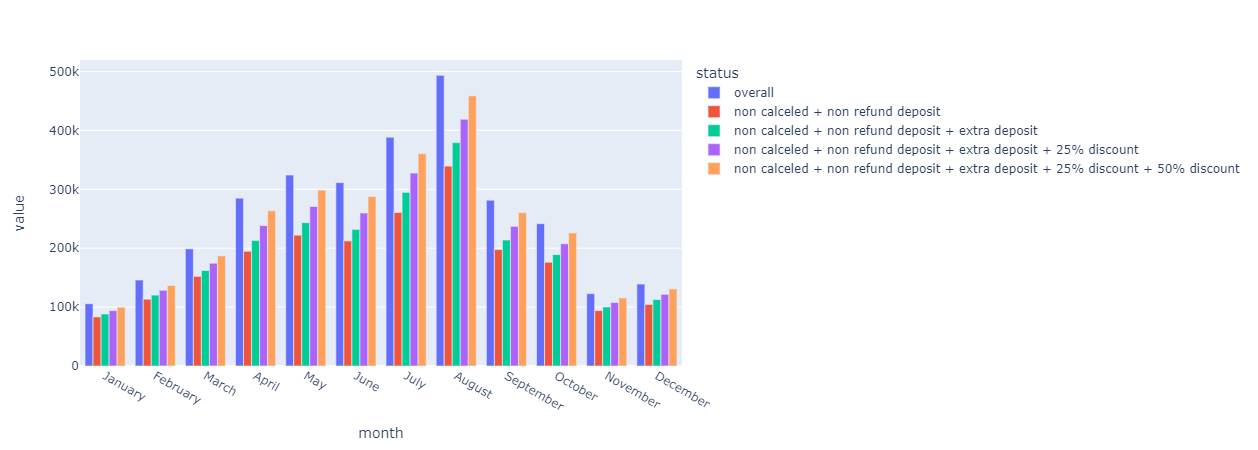 500k
400k
300k
200k
100k
0
value
January
February
March
April
May
June
July
August
September
October
November
December
month
status
overall
non calceled + non refund deposit
non calceled + non refund deposit + extra deposit
non calceled + non refund deposit + extra deposit + 25% discount
non calceled + non refund deposit + extra deposit + 25% discount + 50% discount